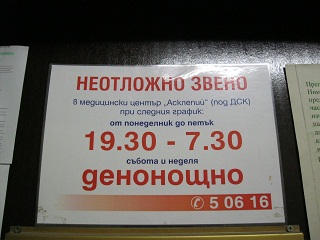 НЕОТЛОЖНО ЗВЕНО
в медицински център „Асклепий“ (под ДСК)
при следния график:
от понеделник до петък
19.30 - 7.30
събота и неделя
денонощно
✆ 5 06 16